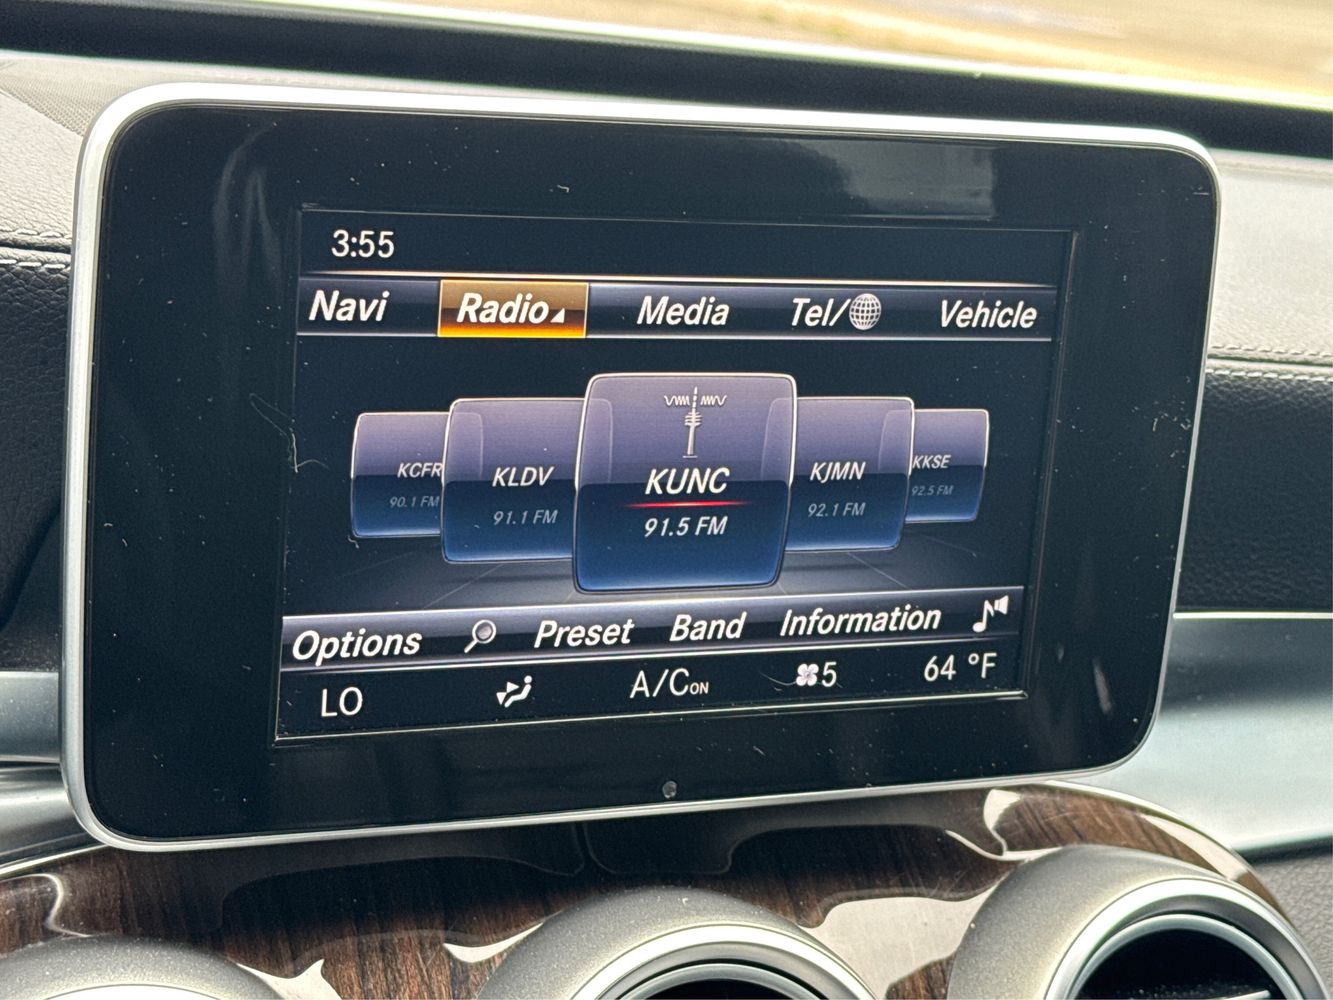 3:55
Navi Radio Media Tel/ Vehicle
KCFR KLDV KUNC KJMN KKSE
90.1 FM 91.1 FM 91.5 FM 92.1 FM 92.5 FM
Options Preset Band Information
LO A/C ON 5 64 °F